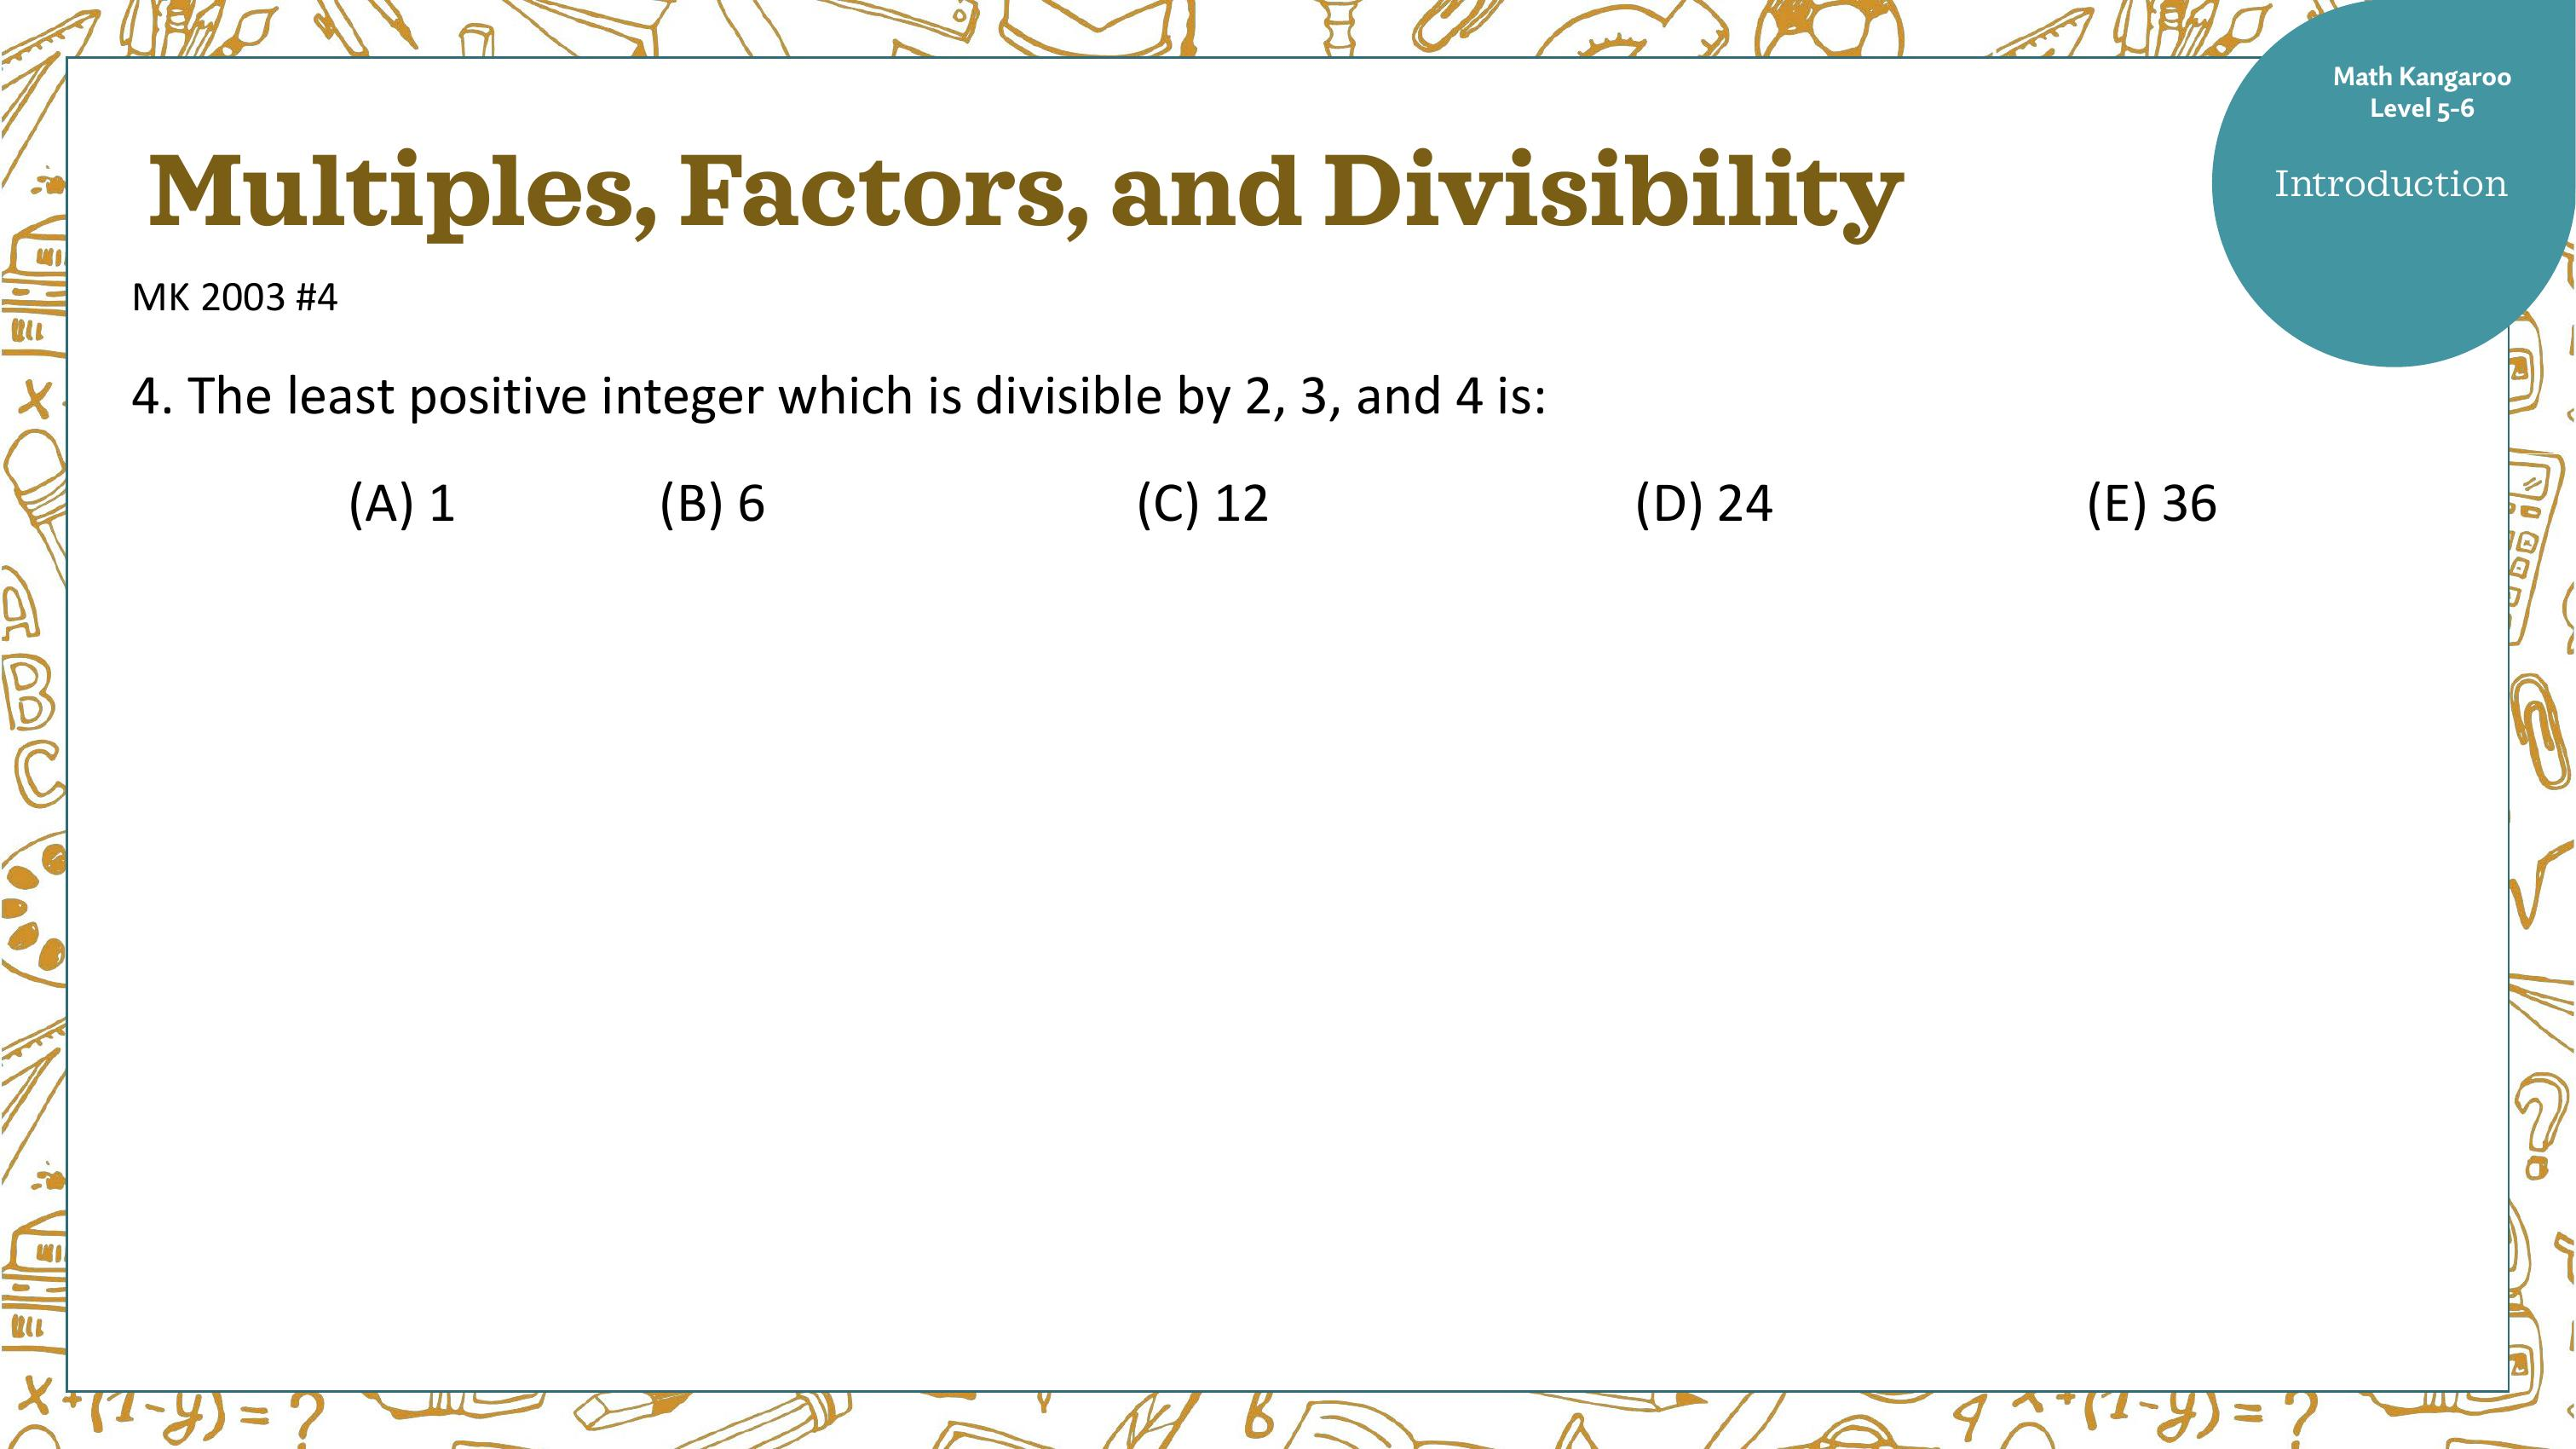 Math Kangaroo
Level 5-6
Introduction
Multiples, Factors, and Divisibility
MK 2003 #4
4. The least positive integer which is divisible by 2, 3, and 4 is:
(A) 1 (B) 6 (C) 12 (D) 24 (E) 36
A
B
C
x+(1-y)=?
B
x+(1-y)=?